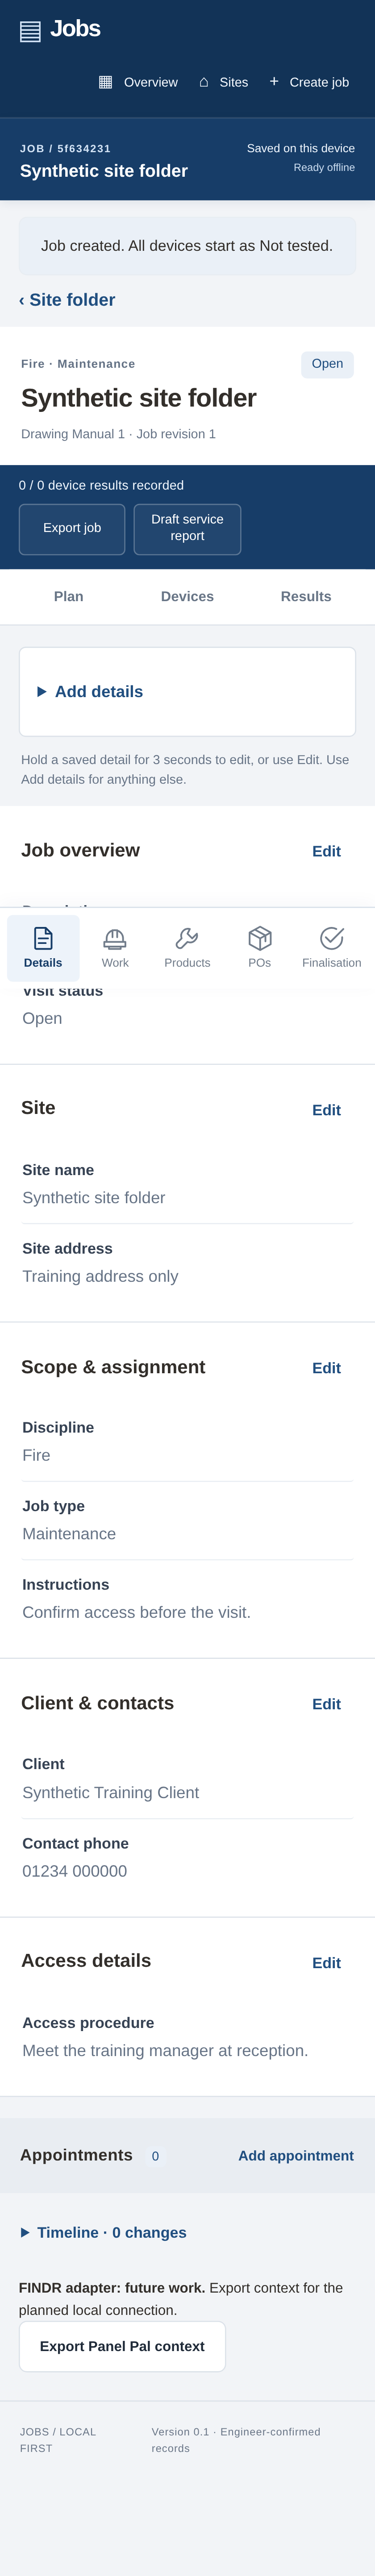 Jobs
Overview Sites + Create job
JOB / 5f634231
Saved on this device
Synthetic site folder
Ready offline
Job created. All devices start as Not tested.
‹ Site folder
Fire · Maintenance
Open
Synthetic site folder
Drawing Manual 1 · Job revision 1
0 / 0 device results recorded
Export job
Draft service
report
Plan Devices Results
Add details
Hold a saved detail for 3 seconds to edit, or use Edit. Use
Add details for anything else.
Job overview
Edit
Details Work Products POs Finalisation
Visit status
Open
Site
Edit
Site name
Synthetic site folder
Site address
Training address only
Scope & assignment
Edit
Discipline
Fire
Job type
Maintenance
Instructions
Confirm access before the visit.
Client & contacts
Edit
Client
Synthetic Training Client
Contact phone
01234 000000
Access details
Edit
Access procedure
Meet the training manager at reception.
Appointments 0
Add appointment
Timeline · 0 changes
FINDR adapter: future work. Export context for the
planned local connection.
Export Panel Pal context
JOBS / LOCAL
FIRST
Version 0.1 · Engineer-confirmed
records